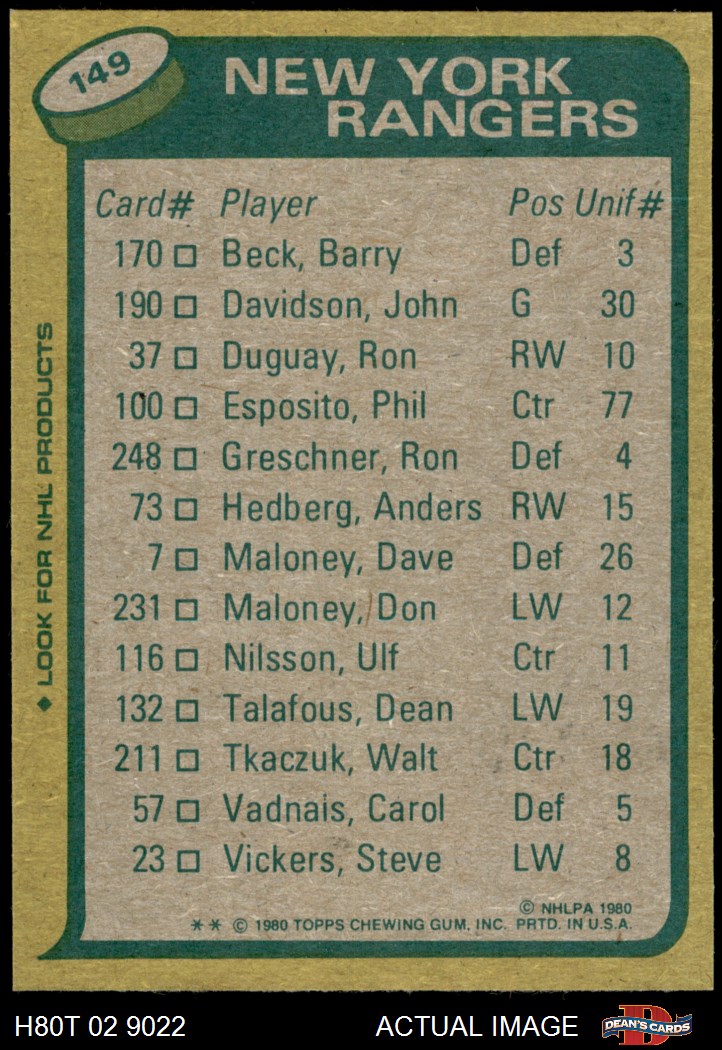 149
NEW YORK
RANGERS
Card# Player Pos Unif#
170 □ Beck, Barry Def 3
190 □ Davidson, John G 30
37 □ Duguay, Ron RW 10
100 □ Esposito, Phil Ctr 77
248 □ Greschner, Ron Def 4
73 □ Hedberg, Anders RW 15
7 □ Maloney, Dave Def 26
231 □ Maloney, Don LW 12
116 □ Nilsson, Ulf Ctr 11
132 □ Talafous, Dean LW 19
211 □ Tkaczuk, Walt Ctr 18
57 □ Vadnais, Carol Def 5
23 □ Vickers, Steve LW 8
© NHLPA 1980
** © 1980 TOPPS CHEWING GUM, INC. PRTD. IN U.S.A.
◆ LOOK FOR NHL PRODUCTS
H80T 02 9022 ACTUAL IMAGE
D
DEAN'S CARDS